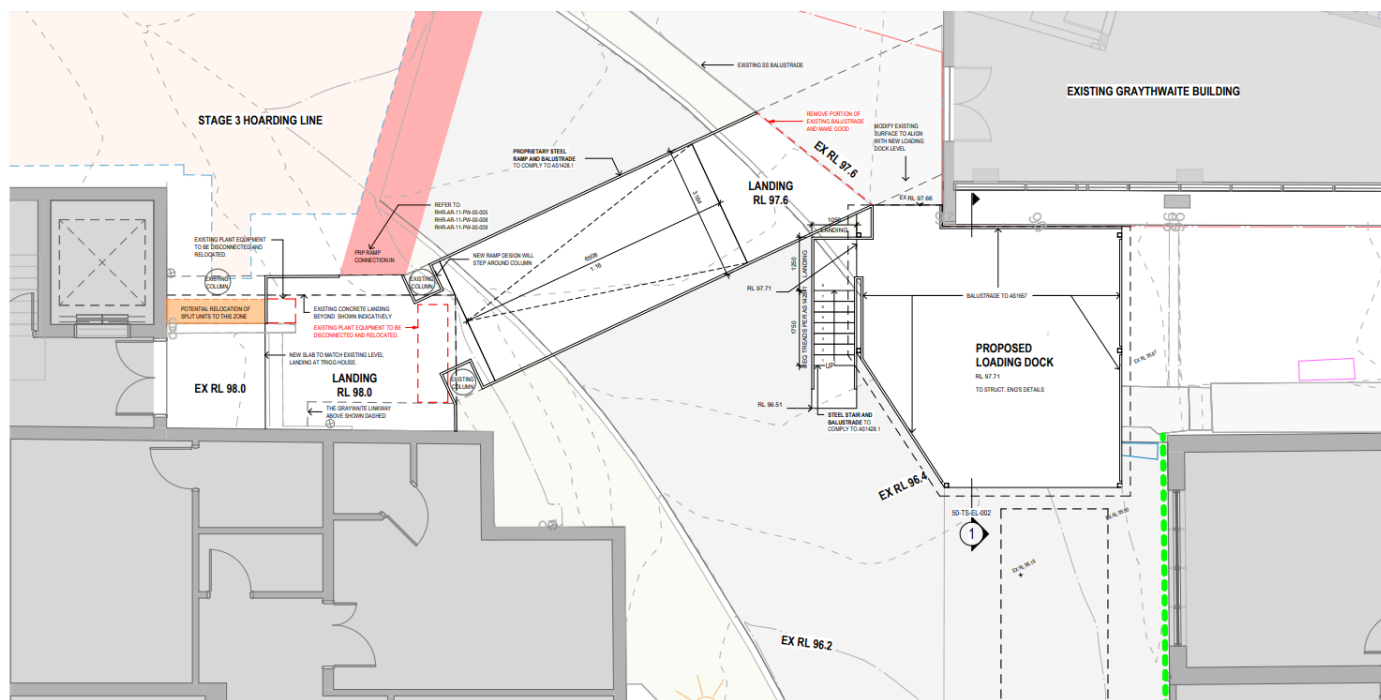 STAGE 3 HOARDING LINE
EXISTING SS BALUSTRADE
EXISTING GRAYTHWAITE BUILDING
REMOVE PORTION OF
EXISTING BALUSTRADE
AND MAKE GOOD
MODIFY EXISTING
SURFACE TO ALIGN
WITH NEW LOADING
DOCK LEVEL
PROPRIETARY STEEL
RAMP AND BALUSTRADE
TO COMPLY TO AS1428.1
EX RL 97.6
LANDING
RL 97.6
EX RL 97.66
REFER TO:
RHR-AR-11-PW-00-005
RHR-AR-11-PW-00-008
RHR-AR-11-PW-00-009
1050
LANDING
EXISTING PLANT EQUIPMENT
TO BE DISCONNECTED AND
RELOCATED.
PRP RAMP
CONNECTION IN
NEW RAMP DESIGN WILL
STEP AROUND COLUMN
EXISTING
COLUMN
EXISTING
COLUMN
1:16
1250
LANDING
RL 97.71
BALUSTRADE TO AS1657
POTENTIAL RELOCATION OF
SPLIT UNITS TO THIS ZONE
EXISTING CONCRETE LANDING
BEYOND SHOWN INDICATIVELY
EXISTING PLANT EQUIPMENT TO BE
DISCONNECTED AND RELOCATED.
1750
UP
PROPOSED
LOADING DOCK
RL 97.71
TO STRUCT. ENG'S DETAILS
NEW SLAB TO MATCH EXISTING LEVEL
LANDING AT TRIGG HOUSE.
EX RL 98.0
LANDING
RL 98.0
EXISTING
COLUMN
THE GRAYWAITE LINKWAY
ABOVE SHOWN DASHED
RL 96.51
STEEL STAIR AND
BALUSTRADE TO
COMPLY TO AS1428.1
EX RL 96.4
50-TS-EL-002
1
EX RL 96.2